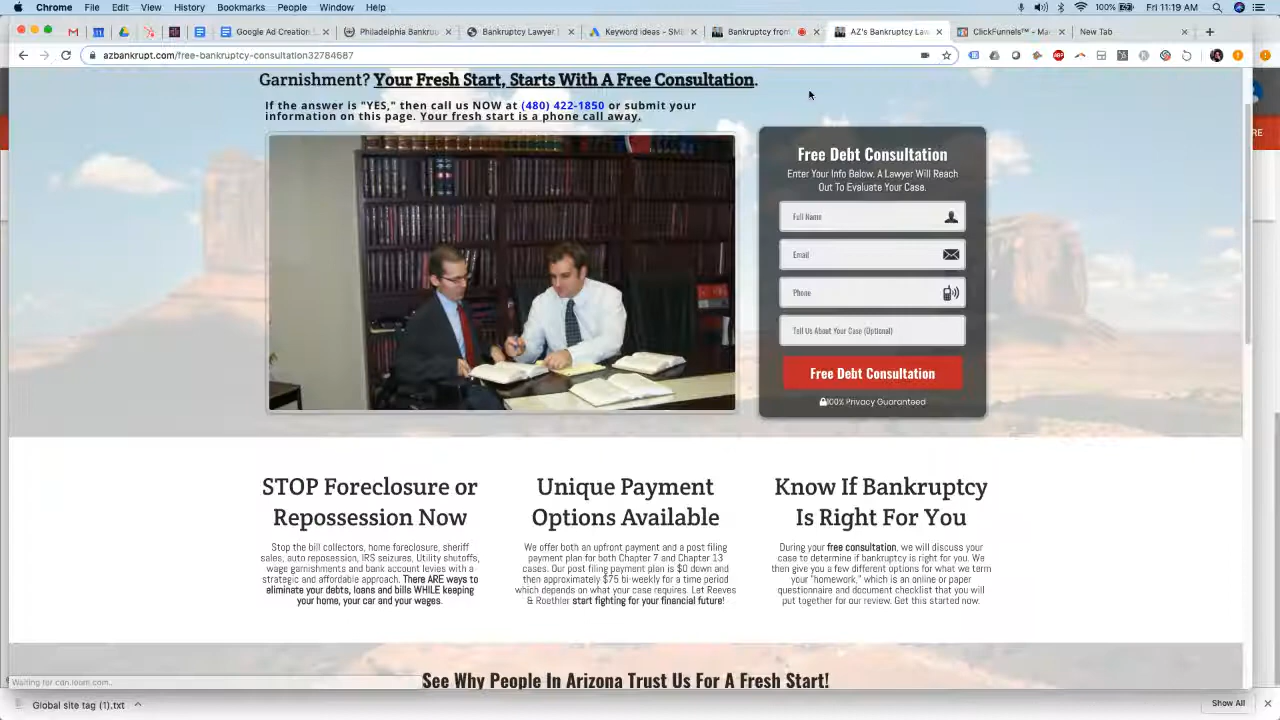 Chrome File Edit View History Bookmarks People Window Help
100% Fri 11:19 AM
Google Ad Creation
Philadelphia Bankru
Bankruptcy Lawyer
Keyword ideas - SM
Bankruptcy from
AZ's Bankruptcy Law
ClickFunnels™ - Ma
New Tab
azbankrupt.com/free-bankruptcy-consultation32784687
Garnishment? Your Fresh Start, Starts With A Free Consultation.
If the answer is "YES," then call us NOW at (480) 422-1850 or submit your
information on this page. Your fresh start is a phone call away.
Free Debt Consultation
Enter Your Info Below. A Lawyer Will Reach
Out To Evaluate Your Case.
Full Name
Email
Phone
Tell Us About Your Case (Optional)
Free Debt Consultation
100% Privacy Guaranteed
STOP Foreclosure or
Repossession Now
Stop the bill collectors, home foreclosure, sheriff
sales, auto repossession, IRS seizures, Utility shutoffs,
wage garnishments and bank account levies with a
strategic and affordable approach. There ARE ways to
eliminate your debts, loans and bills WHILE keeping
your home, your car and your wages.
Unique Payment
Options Available
We offer both an upfront payment and a post filing
payment plan for both Chapter 7 and Chapter 13
cases. Our post filing payment plan is $0 down and
then approximately $75 bi-weekly for a time period
which depends on what your case requires. Let Reeves
& Roethler start fighting for your financial future!
Know If Bankruptcy
Is Right For You
During your free consultation, we will discuss your
case to determine if bankruptcy is right for you. We
then give you a few different options for what we term
your "homework," which is an online or paper
questionnaire and document checklist that you will
put together for our review. Get this started now.
See Why People In Arizona Trust Us For A Fresh Start!
Waiting for cdn.loom.com...
Global site tag (1).txt
Show All